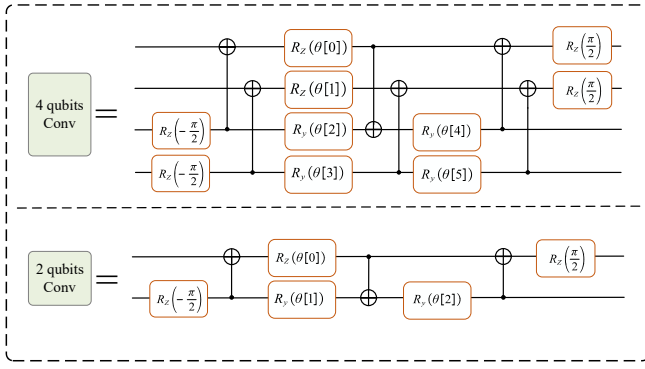 R_Z(θ[0])
R_Z(π/2)
R_Z(θ[1])
R_Z(π/2)
4 qubits
Conv
=
R_Z(−π/2)
R_y(θ[2])
R_y(θ[4])
R_Z(−π/2)
R_y(θ[3])
R_y(θ[5])
2 qubits
Conv
=
R_Z(θ[0])
R_Z(π/2)
R_Z(−π/2)
R_y(θ[1])
R_y(θ[2])